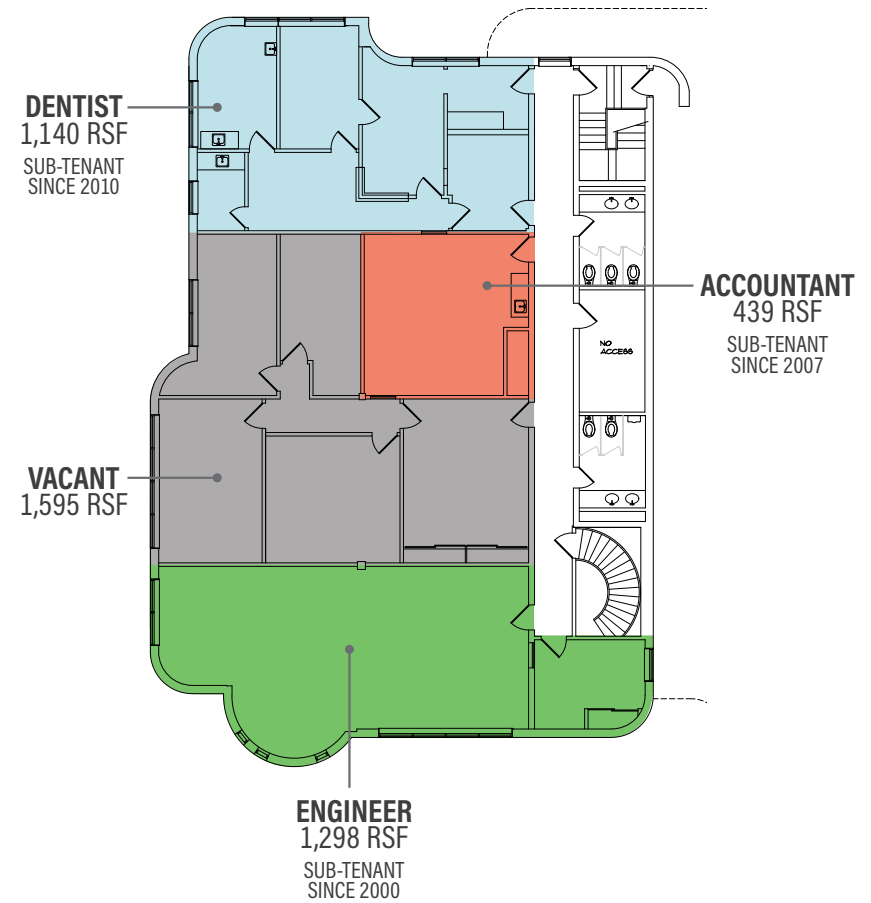 DENTIST
1,140 RSF
SUB-TENANT
SINCE 2010
ACCOUNTANT
439 RSF
SUB-TENANT
SINCE 2007
NO
ACCESS
VACANT
1,595 RSF
ENGINEER
1,298 RSF
SUB-TENANT
SINCE 2000